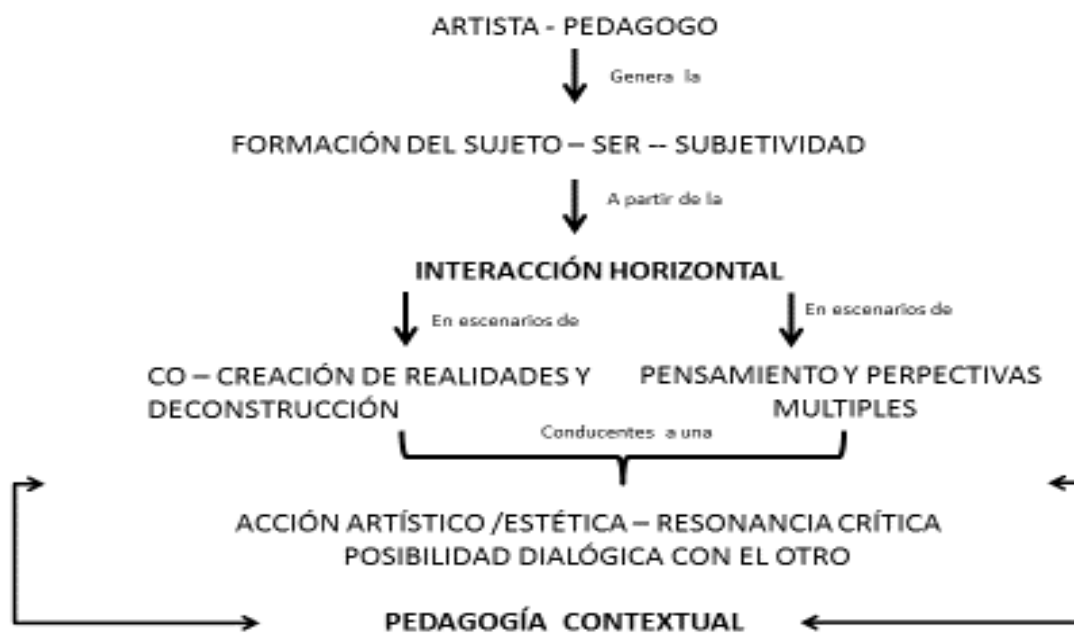 ARTISTA - PEDAGOGO
Genera la
FORMACIÓN DEL SUJETO – SER -- SUBJETIVIDAD
A partir de la
INTERACCIÓN HORIZONTAL
En escenarios de
En escenarios de
CO – CREACIÓN DE REALIDADES Y
DECONSTRUCCIÓN
PENSAMIENTO Y PERPECTIVAS
MULTIPLES
Conducentes a una
ACCIÓN ARTÍSTICO /ESTÉTICA – RESONANCIA CRÍTICA
POSIBILIDAD DIALÓGICA CON EL OTRO
PEDAGOGÍA CONTEXTUAL